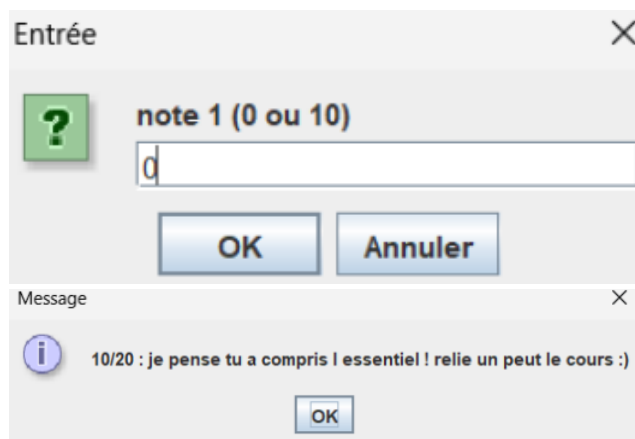 Entrée
note 1 (0 ou 10)
0
OK
Annuler
Message
10/20 : je pense tu a compris l essentiel ! relie un peut le cours :)
OK